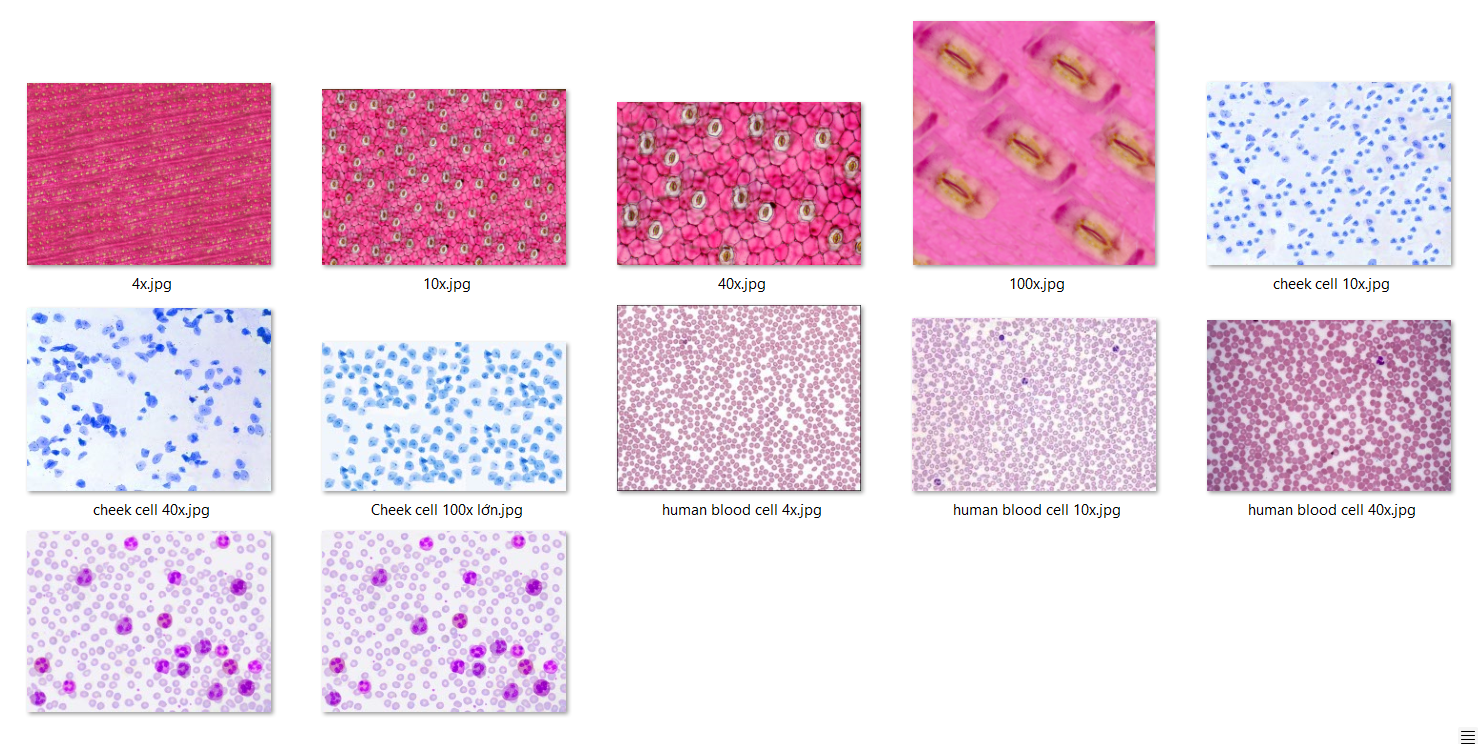 4x.jpg
10x.jpg
40x.jpg
100x.jpg
cheek cell 10x.jpg
cheek cell 40x.jpg
Cheek cell 100x lớn.jpg
human blood cell 4x.jpg
human blood cell 10x.jpg
human blood cell 40x.jpg